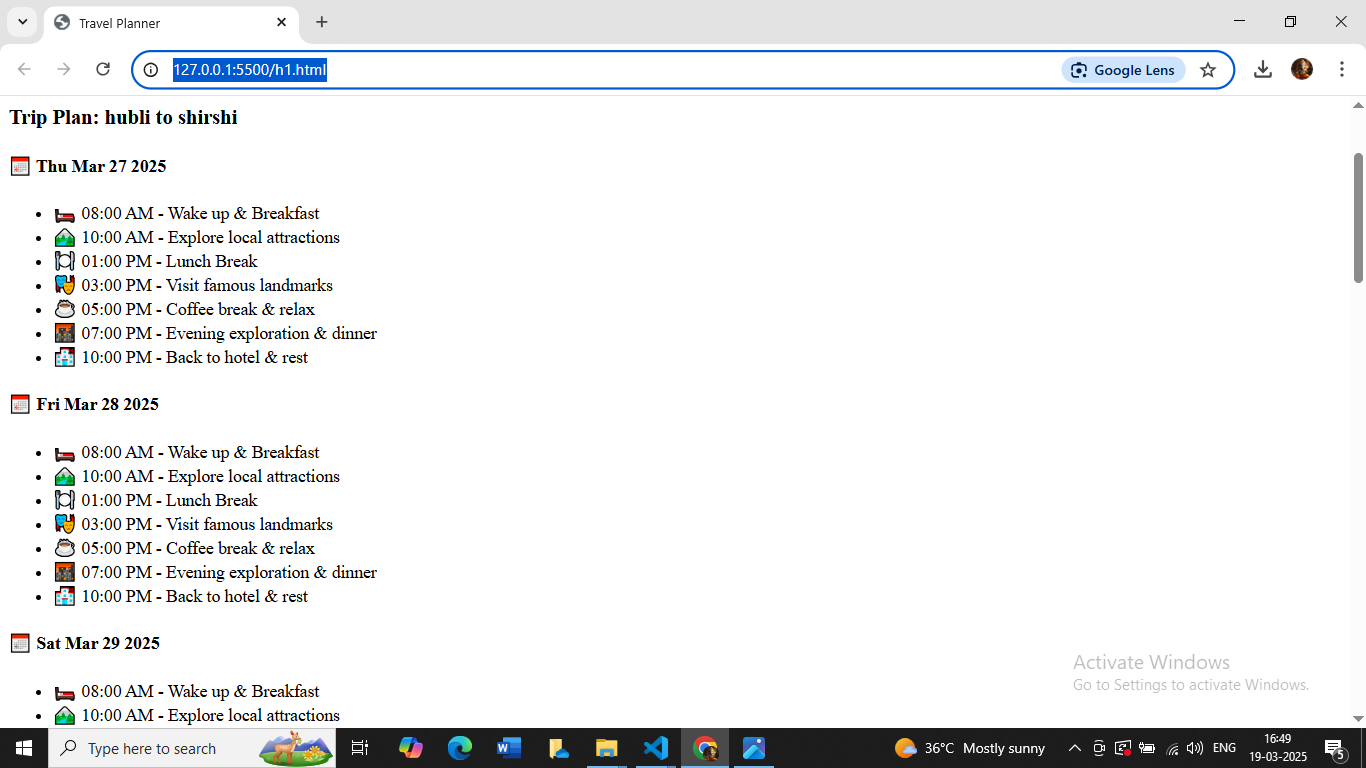 Travel Planner
127.0.0.1:5500/h1.html
Google Lens
Trip Plan: hubli to shirshi
Thu Mar 27 2025
08:00 AM - Wake up & Breakfast
10:00 AM - Explore local attractions
01:00 PM - Lunch Break
03:00 PM - Visit famous landmarks
05:00 PM - Coffee break & relax
07:00 PM - Evening exploration & dinner
10:00 PM - Back to hotel & rest
Fri Mar 28 2025
08:00 AM - Wake up & Breakfast
10:00 AM - Explore local attractions
01:00 PM - Lunch Break
03:00 PM - Visit famous landmarks
05:00 PM - Coffee break & relax
07:00 PM - Evening exploration & dinner
10:00 PM - Back to hotel & rest
Sat Mar 29 2025
08:00 AM - Wake up & Breakfast
10:00 AM - Explore local attractions
Activate Windows
Go to Settings to activate Windows.
Type here to search
36°C Mostly sunny
ENG
16:49
19-03-2025
5